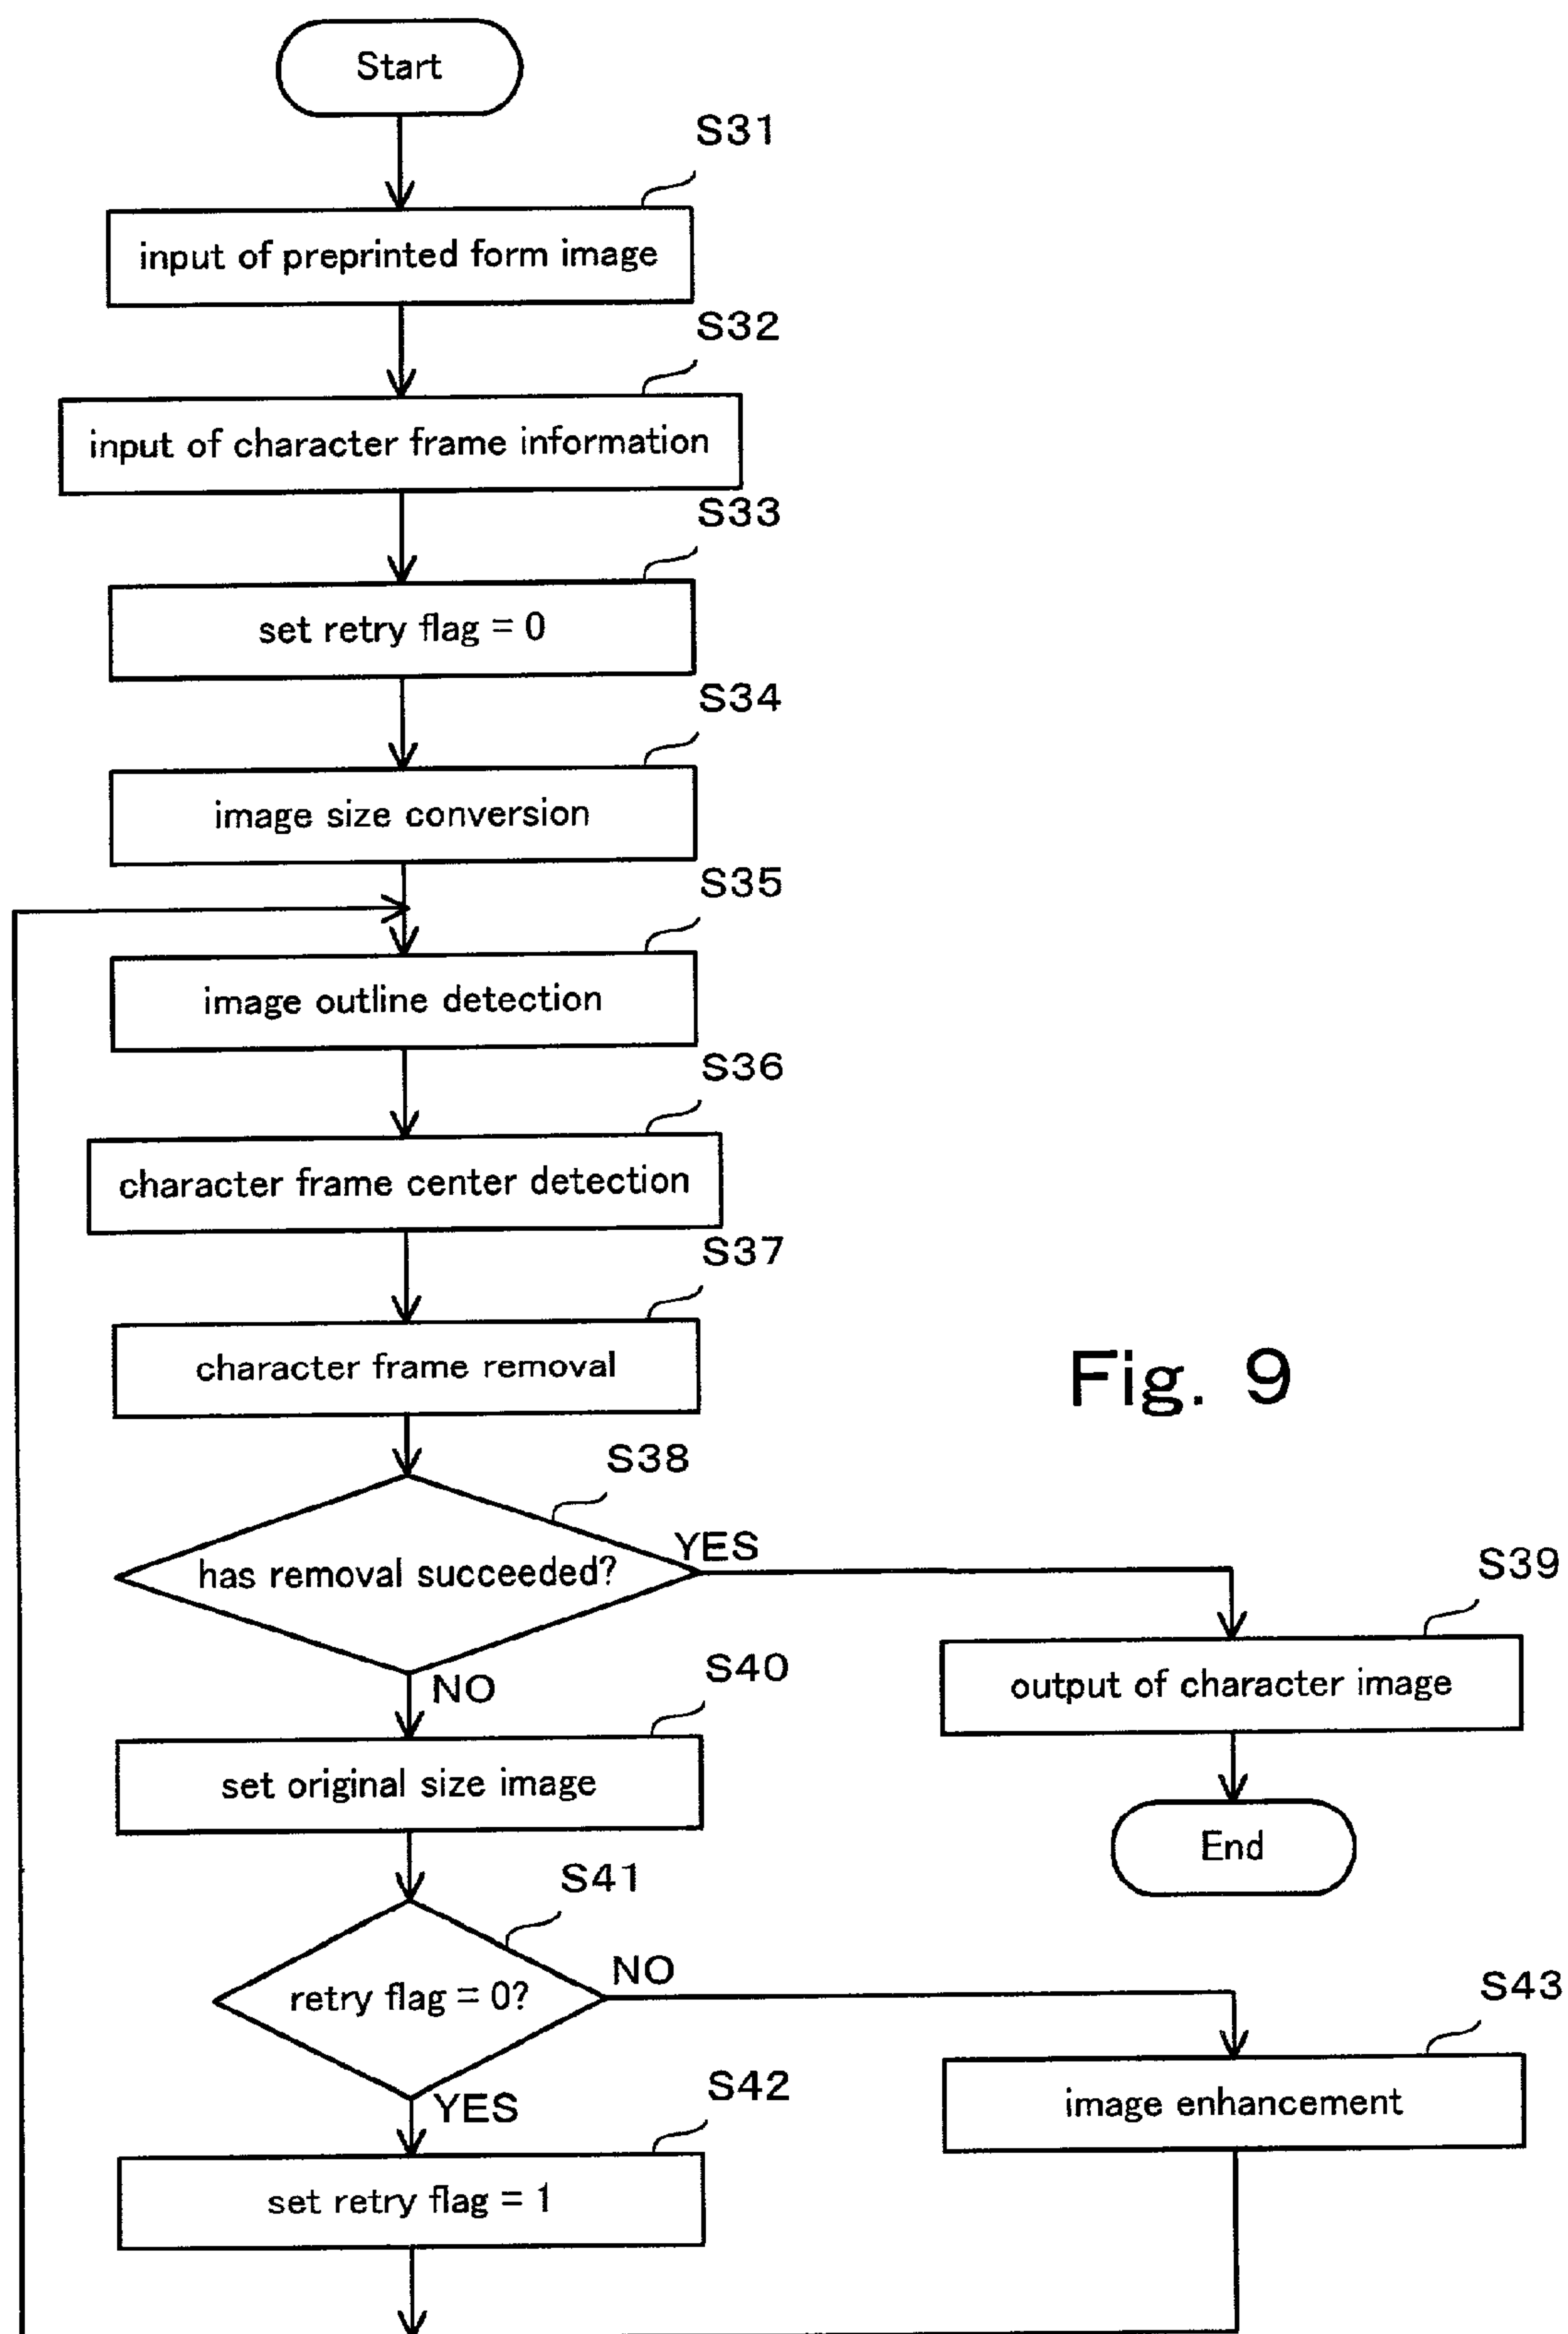 Start
S31
input of preprinted form image
S32
input of character frame information
S33
set retry flag = 0
S34
image size conversion
S35
image outline detection
S36
character frame center detection
S37
character frame removal
Fig. 9
S38
has removal succeeded?
YES
S39
output of character image
End
NO
S40
set original size image
S41
retry flag = 0?
NO
S43
image enhancement
YES
S42
set retry flag = 1